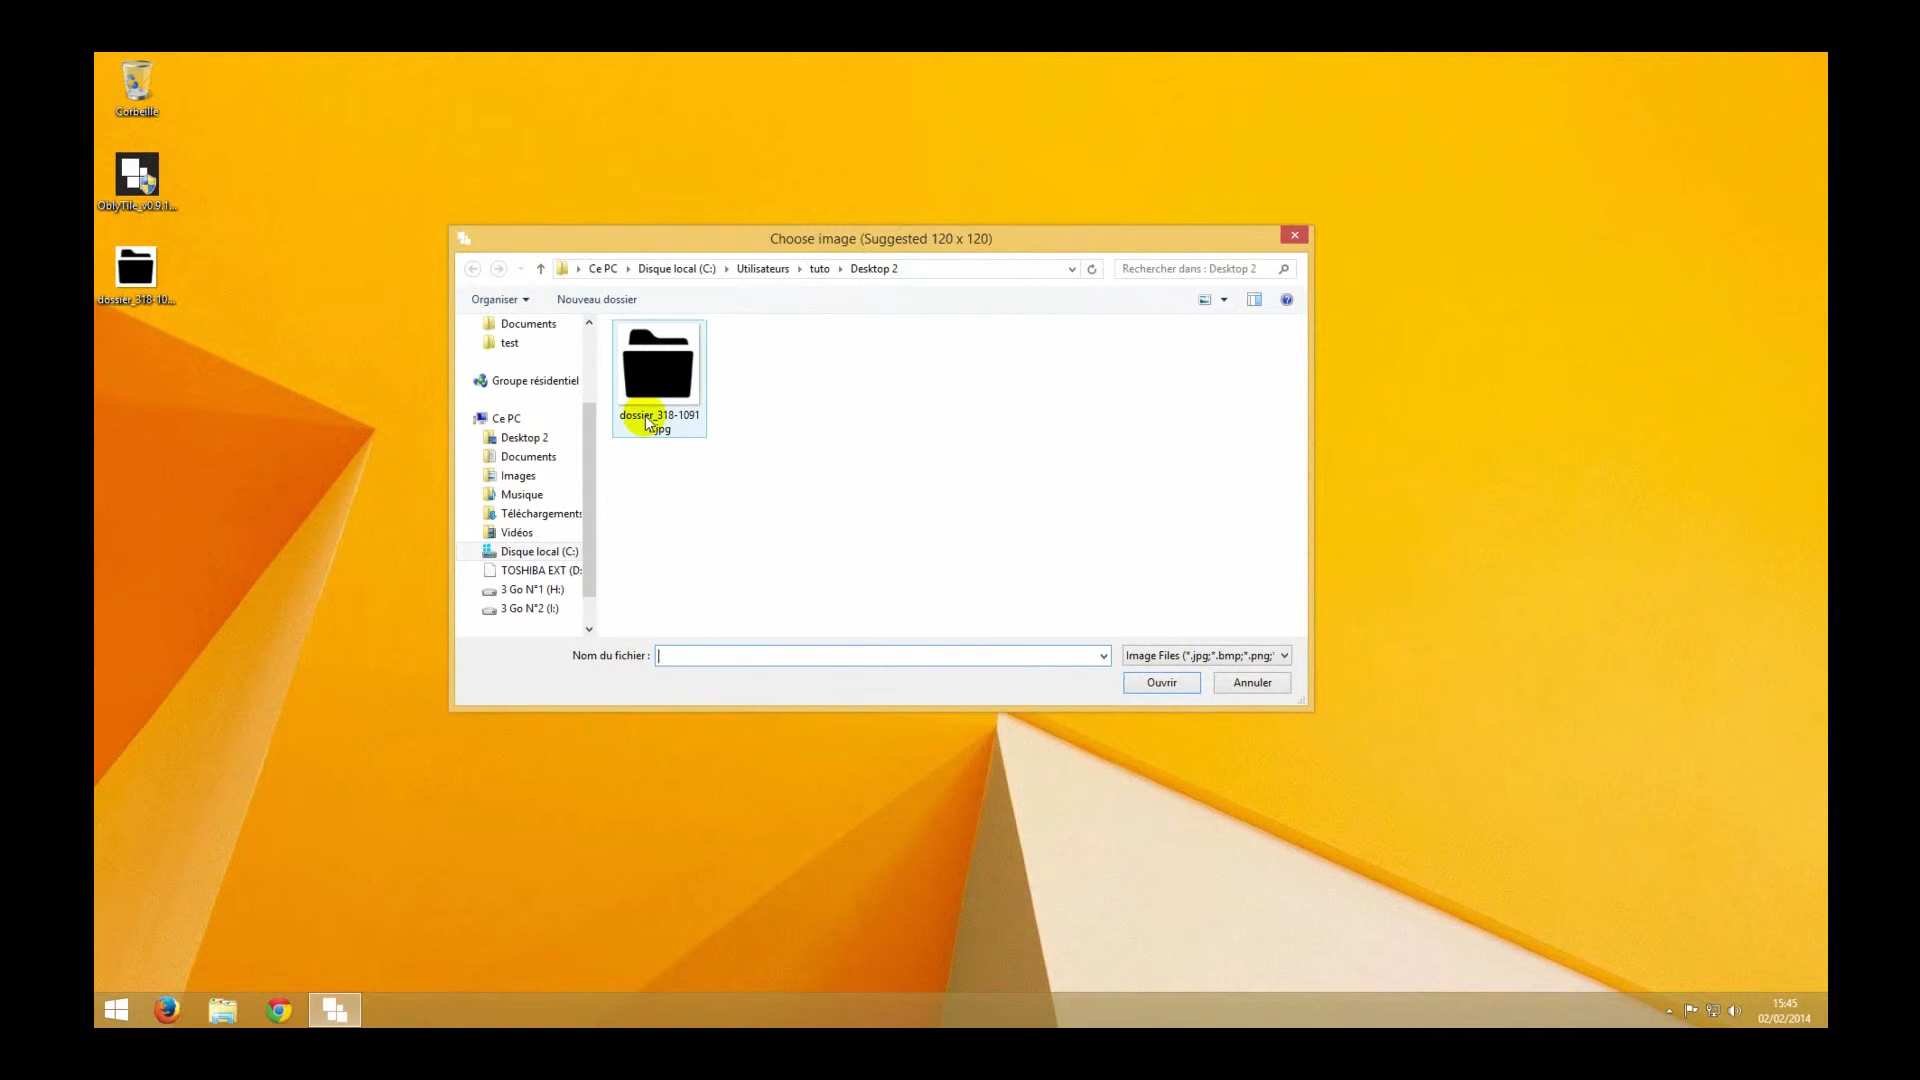 Corbeille
OblyTile_v0.9.1...
dossier_318-10...
Choose image (Suggested 120 x 120)
Ce PC
Disque local (C:)
Utilisateurs
tuto
Desktop 2
Rechercher dans : Desktop 2
Organiser
Nouveau dossier
Documents
test
Groupe résidentiel
Ce PC
Desktop 2
Documents
Images
Musique
Téléchargements
Vidéos
Disque local (C:)
TOSHIBA EXT (D:
3 Go N°1 (H:)
3 Go N°2 (I:)
dossier_318-1091
.jpg
Nom du fichier :
Image Files (*.jpg;*.bmp;*.png;*
Ouvrir
Annuler
15:45
02/02/2014